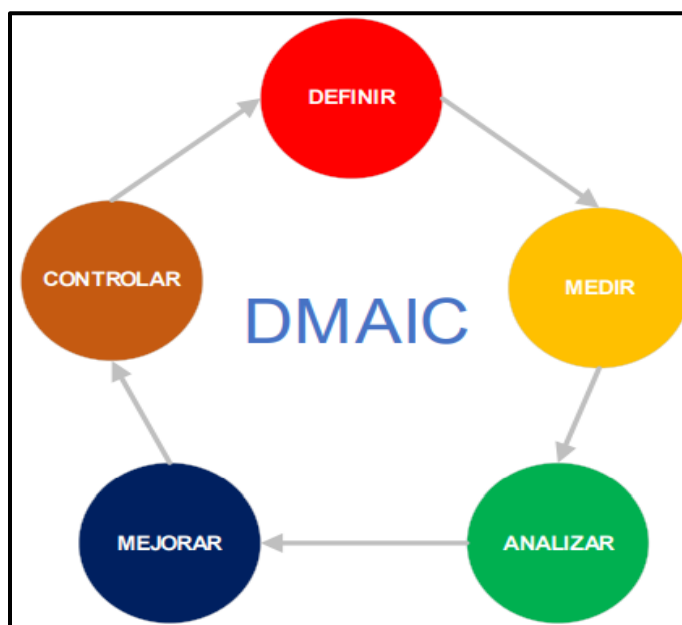 DEFINIR
CONTROLAR
MEDIR
DMAIC
MEJORAR
ANALIZAR